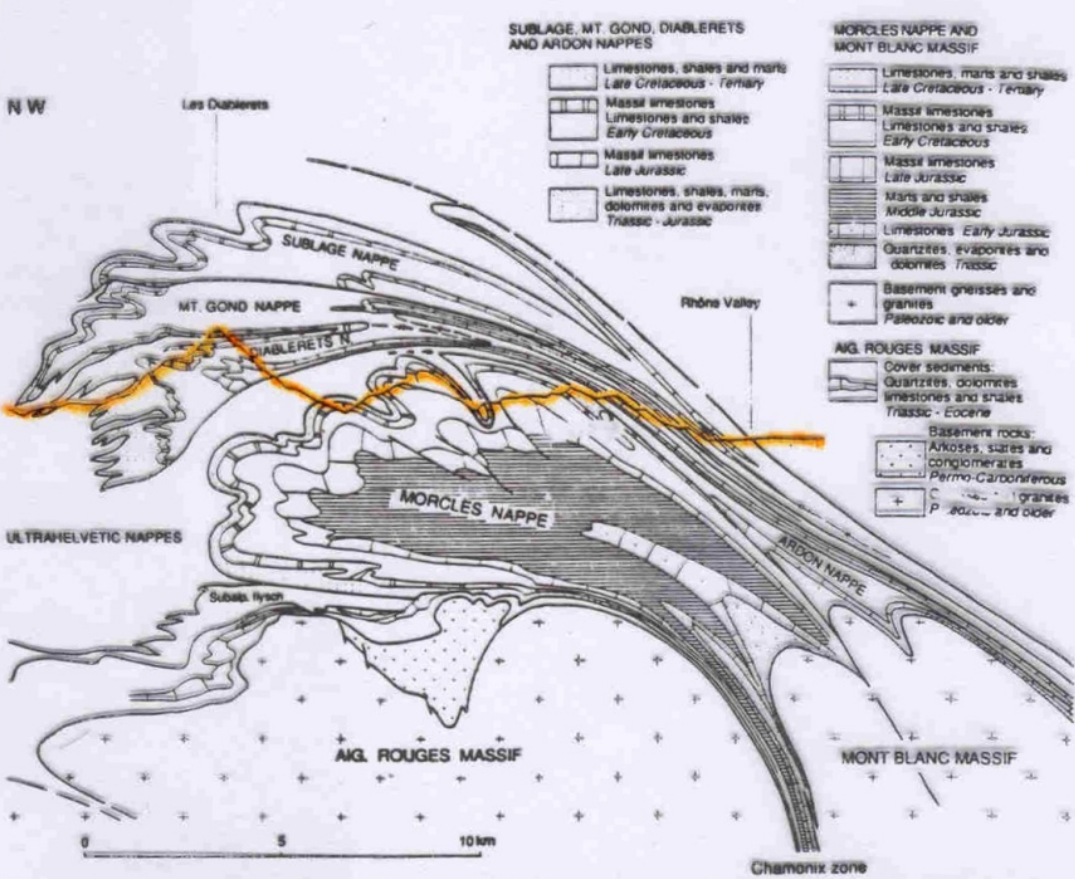 SUBLAGE, MT. GOND, DIABLERETS
AND ARDON NAPPES
Limestones, shales and marls
Late Cretaceous - Tertiary
Massif limestones
Limestones and shales
Early Cretaceous
Massif limestones
Late Jurassic
Limestones, shales, marls,
dolomites and evaporites
Triassic - Jurassic
MORCLES NAPPE AND
MONT BLANC MASSIF
Limestones, marls and shales
Late Cretaceous - Tertiary
Massif limestones
Limestones and shales
Early Cretaceous
Massif limestones
Late Jurassic
Marls and shales
Middle Jurassic
Limestones Early Jurassic
Quartzites, evaporites and
dolomites Triassic
Basement gneisses and
granites
Paleozoic and older
AIG. ROUGES MASSIF
Cover sediments:
Quartzites, dolomites
limestones and shales
Triassic - Eocene
Basement rocks:
Arkoses, slates and
conglomerates
Permo-Carboniferous
granites
and older
NW
Les Diablerets
SUBLAGE NAPPE
MT. GOND NAPPE
DIABLERETS N.
Rhône Valley
MORCLES NAPPE
ARDON NAPPE
ULTRAHELVETIC NAPPES
Subalp. flysch
AIG. ROUGES MASSIF
MONT BLANC MASSIF
0 5 10 km
Chamonix zone